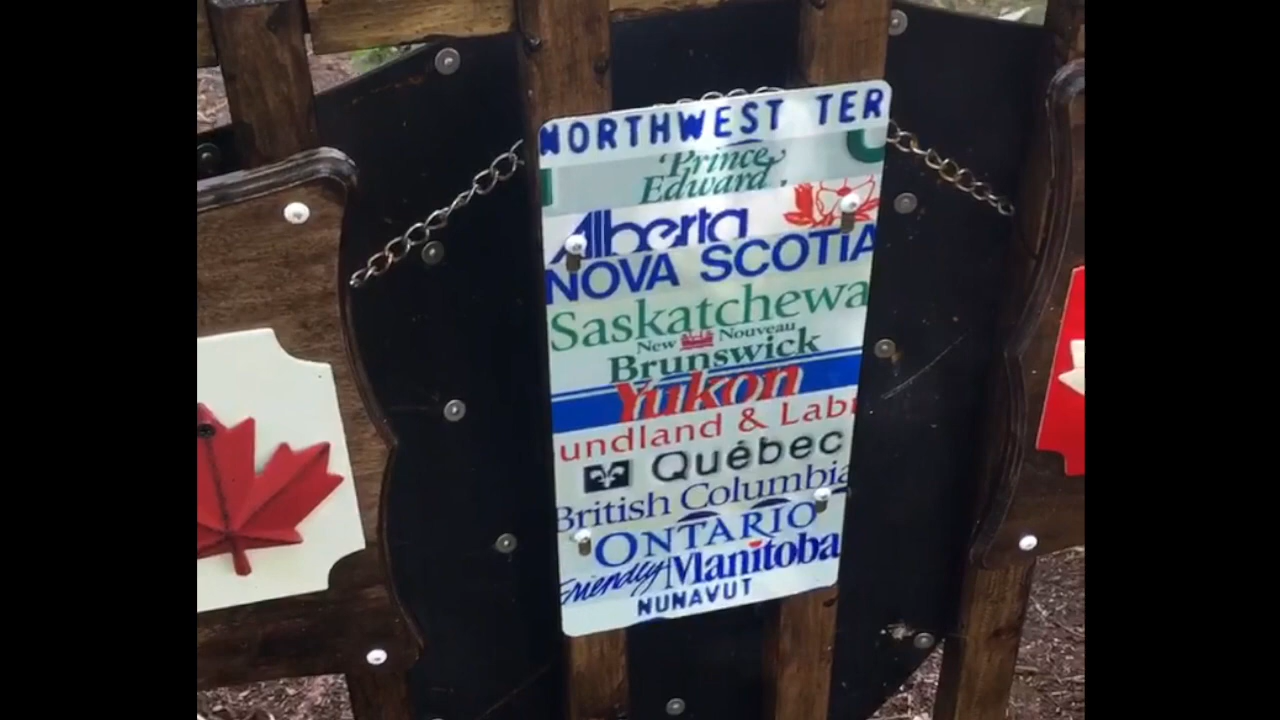 NORTHWEST TER
Prince
Edward
Alberta
NOVA SCOTIA
Saskatchewa
New Nouveau
Brunswick
Yukon
undland & Lab
Québec
British Columbia
ONTARIO
Friendly Manitoba
NUNAVUT